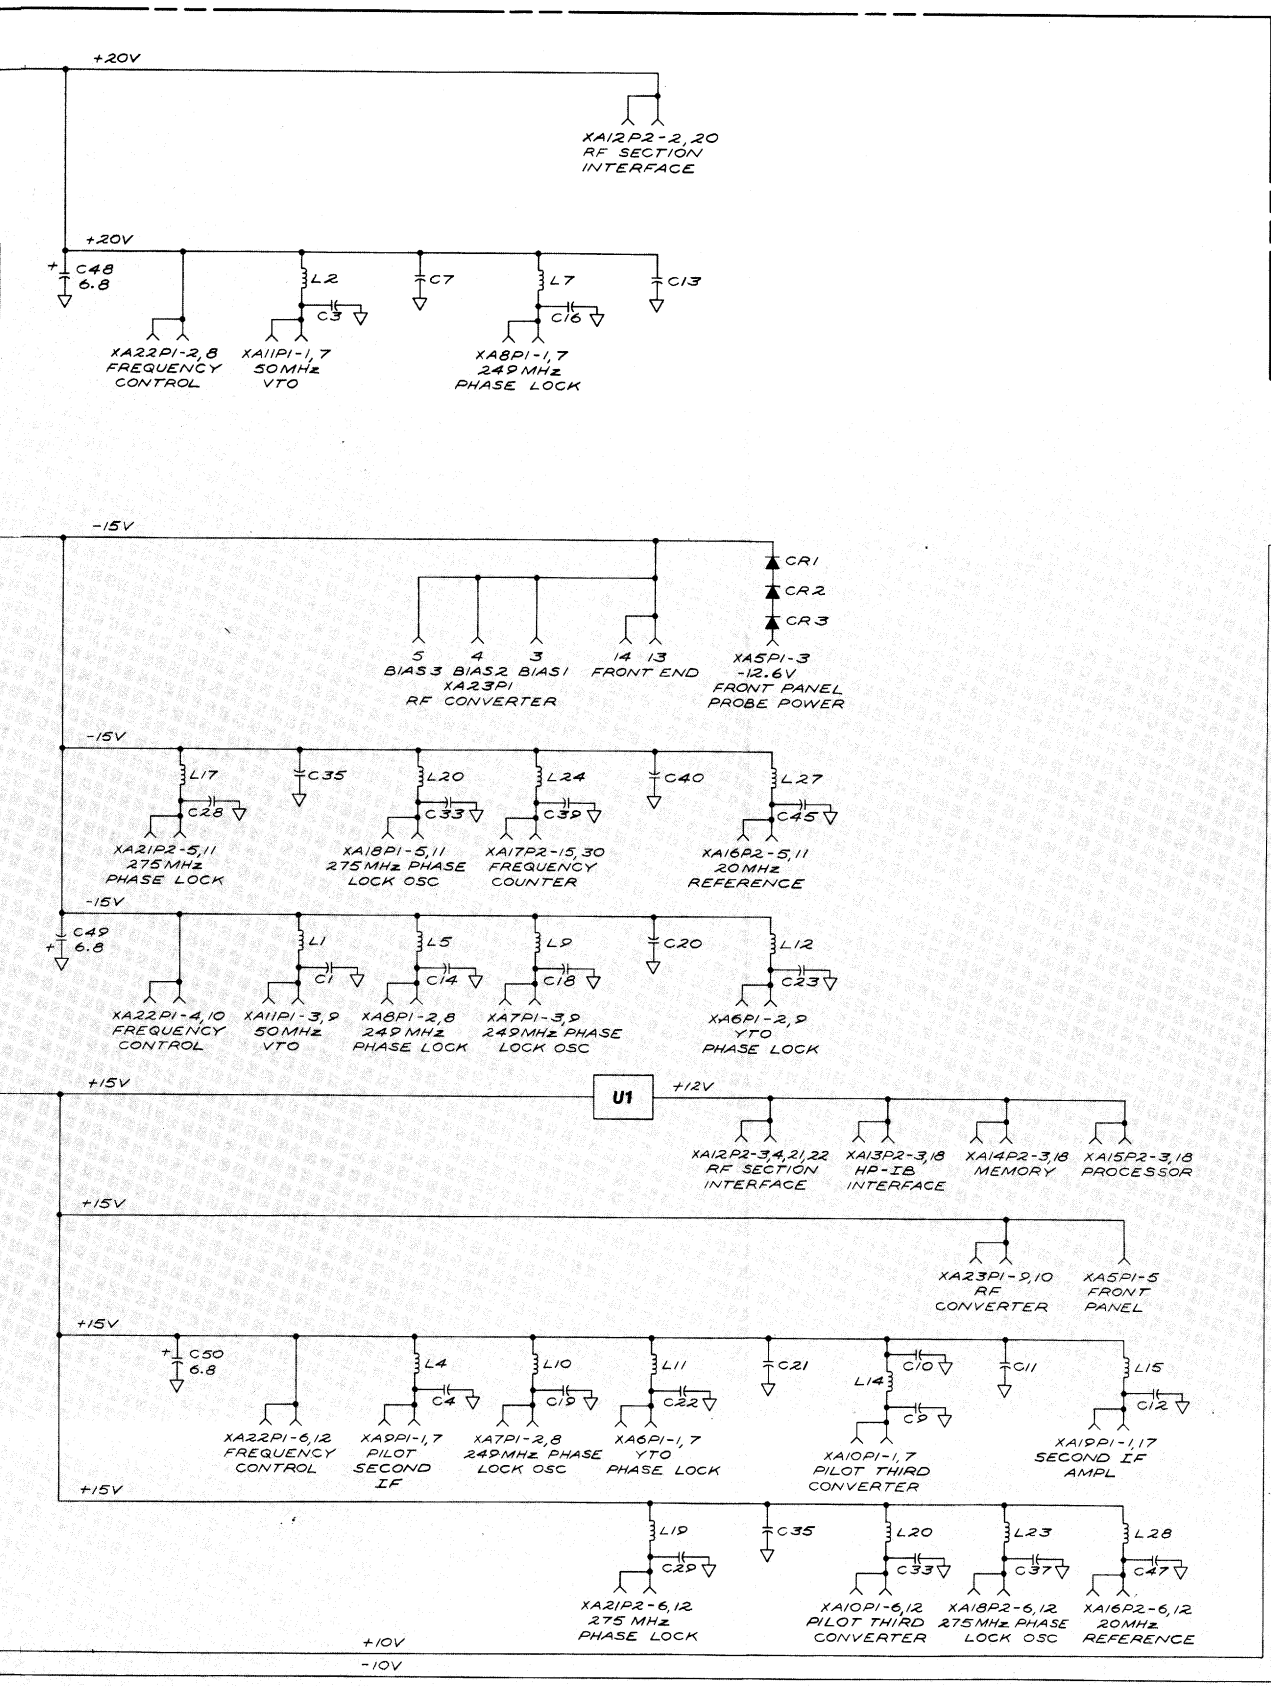 +20V
XA12P2-2,20
RF SECTION
INTERFACE
+20V
+ C48
6.8
L2
C3
C7
L7
C16
C13
XA22P1-2,8
FREQUENCY
CONTROL
XA11P1-1,7
50MHz
VTO
XA8P1-1,7
249MHz
PHASE LOCK
-15V
CR1
CR2
CR3
5 4 3
BIAS3 BIAS2 BIAS1
XA23P1
RF CONVERTER
14 13
FRONT END
XA5P1-3
-12.6V
FRONT PANEL
PROBE POWER
-15V
L17
C28
C35
L20
C33
L24
C39
C40
L27
C45
XA21P2-5,11
275MHz
PHASE LOCK
XA18P1-5,11
275MHz PHASE
LOCK OSC
XA17P2-15,30
FREQUENCY
COUNTER
XA16P2-5,11
20MHz
REFERENCE
-15V
C49
+ 6.8
L1
C1
L5
C14
L9
C18
C20
L12
C23
XA22P1-4,10
FREQUENCY
CONTROL
XA11P1-3,9
50MHz
VTO
XA8P1-2,8
249MHz
PHASE LOCK
XA7P1-3,9
249MHz PHASE
LOCK OSC
XA6P1-2,9
YTO
PHASE LOCK
+15V
U1
+12V
XA12P2-3,4,21,22
RF SECTION
INTERFACE
XA13P2-3,18
HP-IB
INTERFACE
XA14P2-3,18
MEMORY
XA15P2-3,18
PROCESSOR
+15V
XA23P1-9,10
RF
CONVERTER
XA5P1-5
FRONT
PANEL
+15V
+ C50
6.8
L4
C4
L10
C19
L11
C22
C21
C10
L14
C9
C11
L15
C12
XA22P1-6,12
FREQUENCY
CONTROL
XA9P1-1,7
PILOT
SECOND
IF
XA7P1-2,8
249MHz PHASE
LOCK OSC
XA6P1-1,7
YTO
PHASE LOCK
XA10P1-1,7
PILOT THIRD
CONVERTER
XA19P1-1,17
SECOND IF
AMPL
+15V
L19
C29
C35
L20
C33
L23
C37
L28
C47
XA21P2-6,12
275 MHz
PHASE LOCK
XA10P1-6,12
PILOT THIRD
CONVERTER
XA18P2-6,12
275MHz PHASE
LOCK OSC
XA16P2-6,12
20MHz
REFERENCE
+10V
-10V